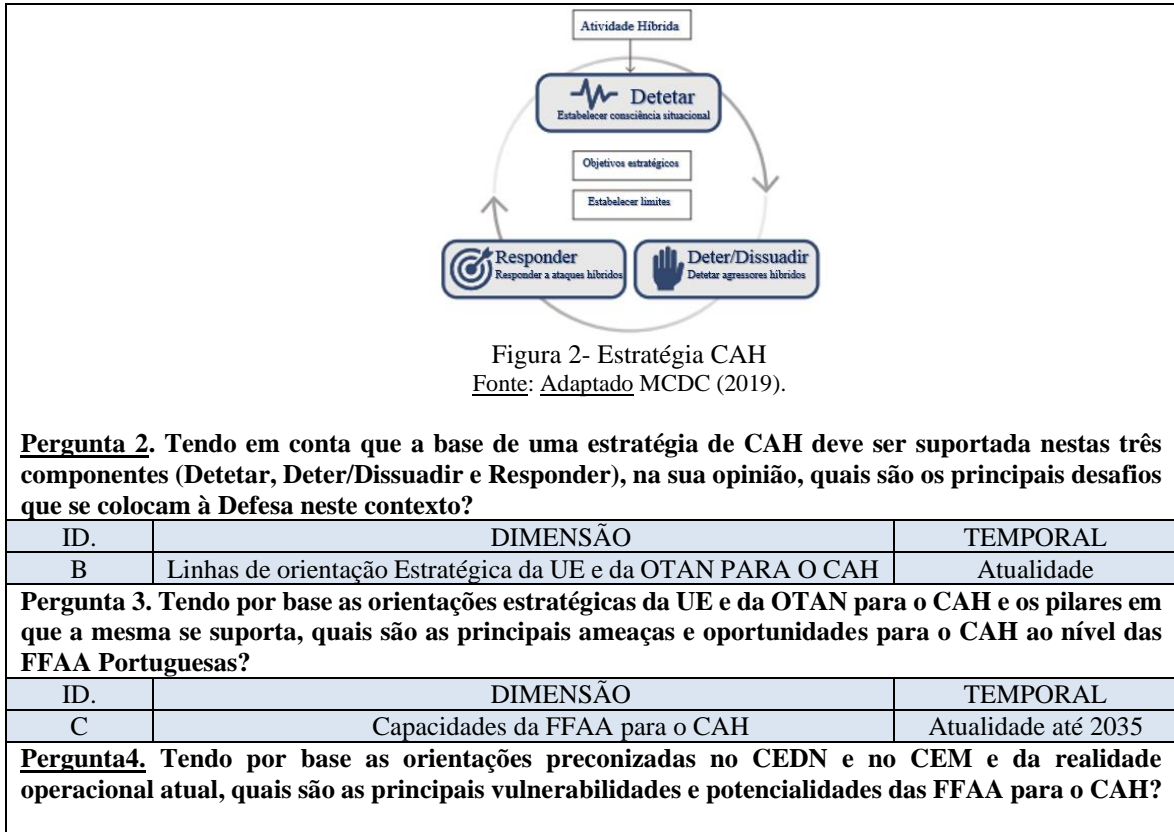 Atividade Híbrida
Detetar
Estabelecer consciência situacional
Objetivos estratégicos
Estabelecer limites
Responder
Responder a ataques híbridos
Deter/Dissuadir
Detetar agressores híbridos
Figura 2- Estratégia CAH
Fonte: Adaptado MCDC (2019).
Pergunta 2. Tendo em conta que a base de uma estratégia de CAH deve ser suportada nestas três
componentes (Detetar, Deter/Dissuadir e Responder), na sua opinião, quais são os principais desafios
que se colocam à Defesa neste contexto?
ID. DIMENSÃO TEMPORAL
B Linhas de orientação Estratégica da UE e da OTAN PARA O CAH Atualidade
Pergunta 3. Tendo por base as orientações estratégicas da UE e da OTAN para o CAH e os pilares em
que a mesma se suporta, quais são as principais ameaças e oportunidades para o CAH ao nível das
FFAA Portuguesas?
ID. DIMENSÃO TEMPORAL
C Capacidades da FFAA para o CAH Atualidade até 2035
Pergunta4. Tendo por base as orientações preconizadas no CEDN e no CEM e da realidade
operacional atual, quais são as principais vulnerabilidades e potencialidades das FFAA para o CAH?